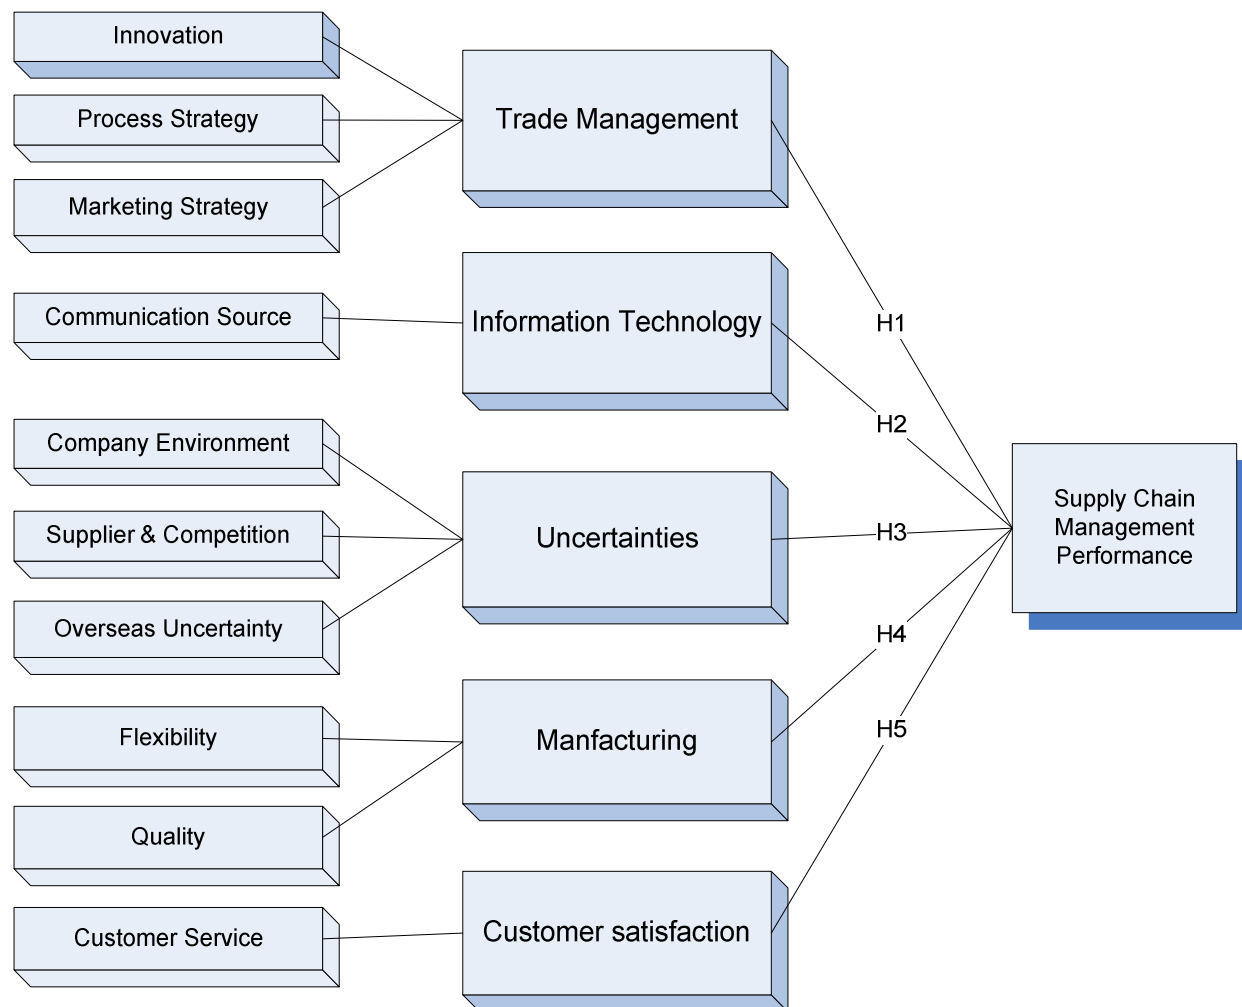 Innovation
Process Strategy
Marketing Strategy
Communication Source
Company Environment
Supplier & Competition
Overseas Uncertainty
Flexibility
Quality
Customer Service
Trade Management
Information Technology
Uncertainties
Manfacturing
Customer satisfaction
H1
H2
H3
H4
H5
Supply Chain
Management
Performance